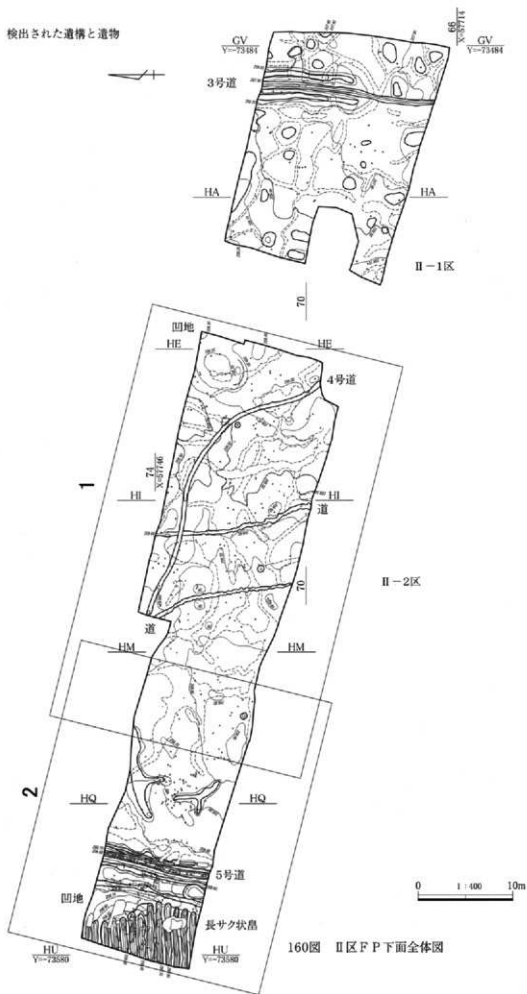 検出された遺構と遺物
66
X=57714
GV
Y=-73484
GV
Y=-73484
3号道
HA
HA
Ⅱ-1区
70
凹地
HE
HE
4号道
74
X=57746
1
HI
HI
道
70
Ⅱ-2区
道
HM
HM
2
HQ
HQ
5号道
凹地
長サク状畠
HU
Y=-73580
HU
Y=-73580
0 1:400 10m
160図 Ⅱ区FP下面全体図